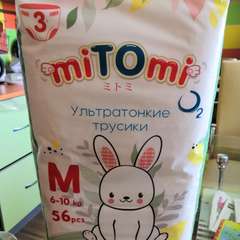 3
miTOmi
ミトミ
Ультратонкие
трусики
O2
M
6-10 kg
56 pcs